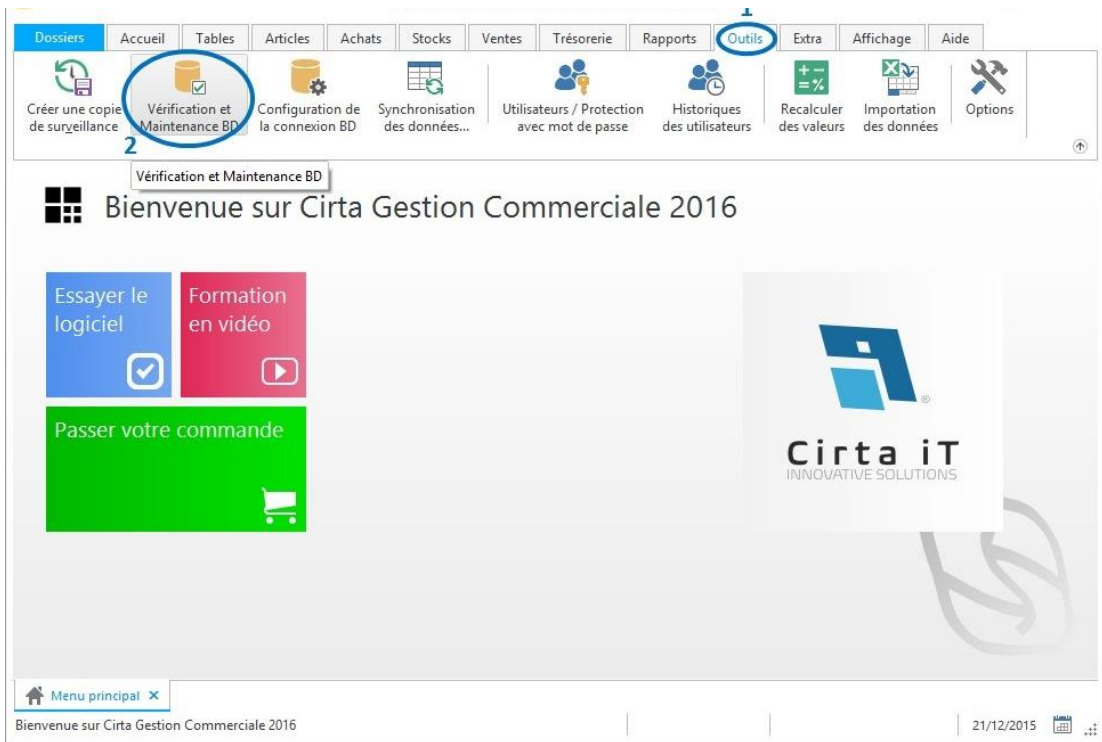 1
Dossiers Accueil Tables Articles Achats Stocks Ventes Trésorerie Rapports Outils Extra Affichage Aide
Créer une copie de surveillance
Vérification et Maintenance BD
Configuration de la connexion BD
Synchronisation des données...
Utilisateurs / Protection avec mot de passe
Historiques des utilisateurs
Recalculer des valeurs
Importation des données
Options
2
Vérification et Maintenance BD
Bienvenue sur Cirta Gestion Commerciale 2016
Essayer le
logiciel
Formation
en vidéo
Passer votre commande
Cirta iT
INNOVATIVE SOLUTIONS
Menu principal
Bienvenue sur Cirta Gestion Commerciale 2016
21/12/2015